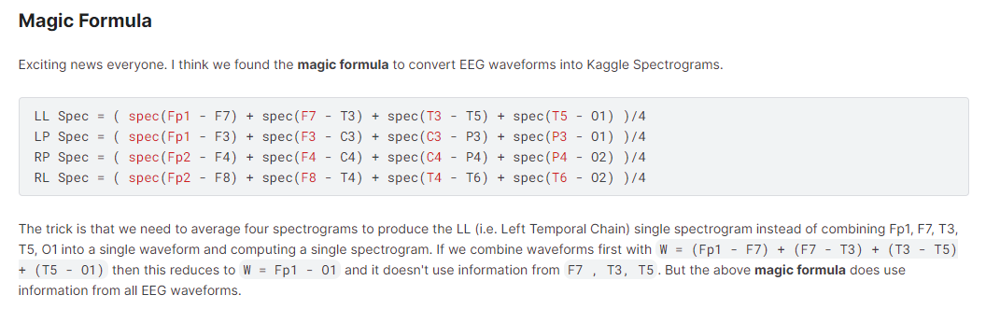 Magic Formula
Exciting news everyone. I think we found the magic formula to convert EEG waveforms into Kaggle Spectrograms.
LL Spec = ( spec(Fp1 - F7) + spec(F7 - T3) + spec(T3 - T5) + spec(T5 - O1) )/4
LP Spec = ( spec(Fp1 - F3) + spec(F3 - C3) + spec(C3 - P3) + spec(P3 - O1) )/4
RP Spec = ( spec(Fp2 - F4) + spec(F4 - C4) + spec(C4 - P4) + spec(P4 - O2) )/4
RL Spec = ( spec(Fp2 - F8) + spec(F8 - T4) + spec(T4 - T6) + spec(T6 - O2) )/4
The trick is that we need to average four spectrograms to produce the LL (i.e. Left Temporal Chain) single spectrogram instead of combining Fp1, F7, T3,
T5, O1 into a single waveform and computing a single spectrogram. If we combine waveforms first with W = (Fp1 - F7) + (F7 - T3) + (T3 - T5)
+ (T5 - O1) then this reduces to W = Fp1 - O1 and it doesn't use information from F7 , T3, T5 . But the above magic formula does use
information from all EEG waveforms.